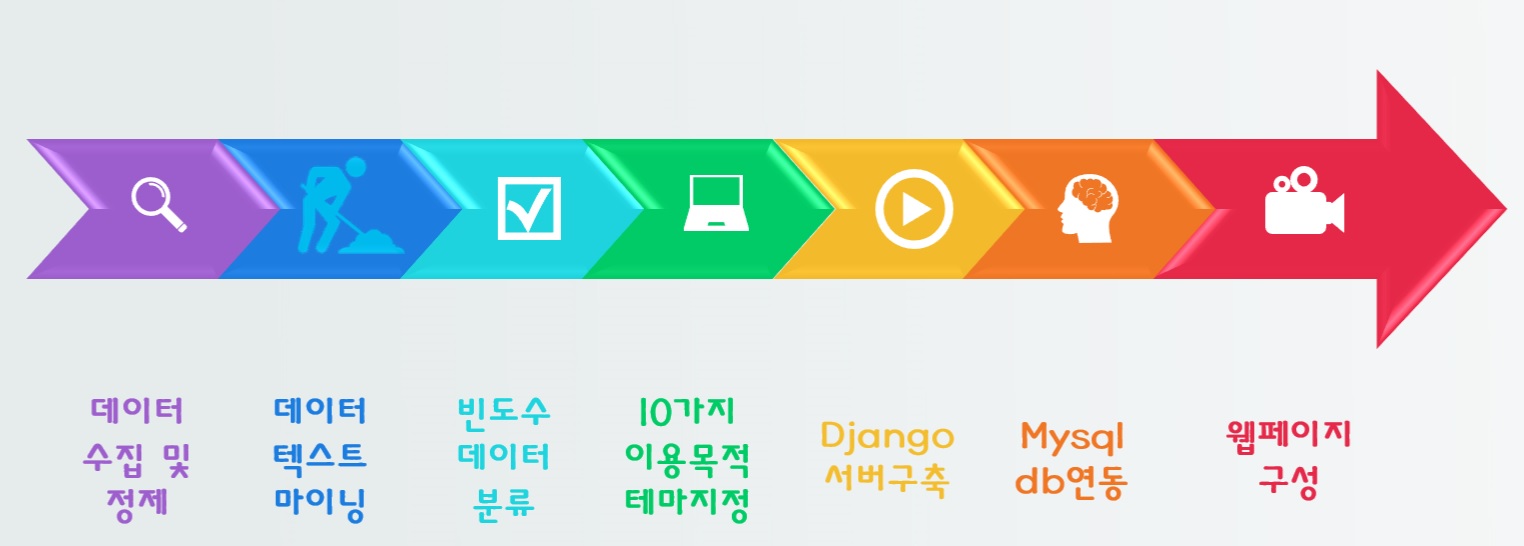 데이터
수집 및
정제
데이터
텍스트
마이닝
빈도수
데이터
분류
10가지
이용목적
테마지정
Django
서버구축
Mysql
db연동
웹페이지
구성